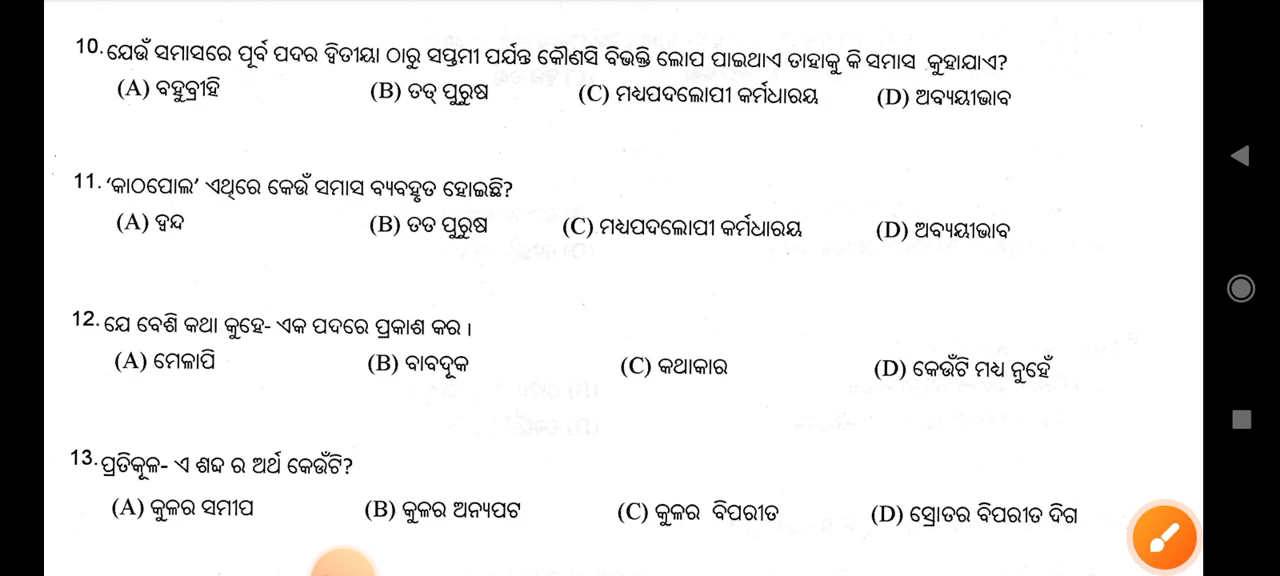 10. ଯେଉଁ ସମାସରେ ପୂର୍ବ ପଦର ଦ୍ୱିତୀୟା ଠାରୁ ସପ୍ତମୀ ପର୍ଯନ୍ତ କୌଣସି ବିଭକ୍ତି ଲୋପ ପାଇଥାଏ ତାହାକୁ କି ସମାସ କୁହାଯାଏ?
(A) ବହୁବ୍ରୀହି (B) ତତ୍ ପୁରୁଷ (C) ମଧ୍ୟପଦଲୋପୀ କର୍ମଧାରୟ (D) ଅବ୍ୟୟୀଭାବ
11. ‘କାଠପୋଲ’ ଏଥିରେ କେଉଁ ସମାସ ବ୍ୟବହୃତ ହୋଇଛି?
(A) ଦ୍ୱନ୍ଦ (B) ତତ ପୁରୁଷ (C) ମଧ୍ୟପଦଲୋପୀ କର୍ମଧାରୟ (D) ଅବ୍ୟୟୀଭାବ
12. ଯେ ବେଶି କଥା କୁହେ- ଏକ ପଦରେ ପ୍ରକାଶ କର ।
(A) ମେଳାପି (B) ବାବଦୂକ (C) କଥାକାର (D) କେଉଁଟି ମଧ୍ୟ ନୁହେଁ
13. ପ୍ରତିକୂଳ- ଏ ଶବ୍ଦ ର ଅର୍ଥ କେଉଁଟି?
(A) କୁଳର ସମୀପ (B) କୁଳର ଅନ୍ୟପଟ (C) କୁଳର ବିପରୀତ (D) ସ୍ରୋତର ବିପରୀତ ଦିଗ